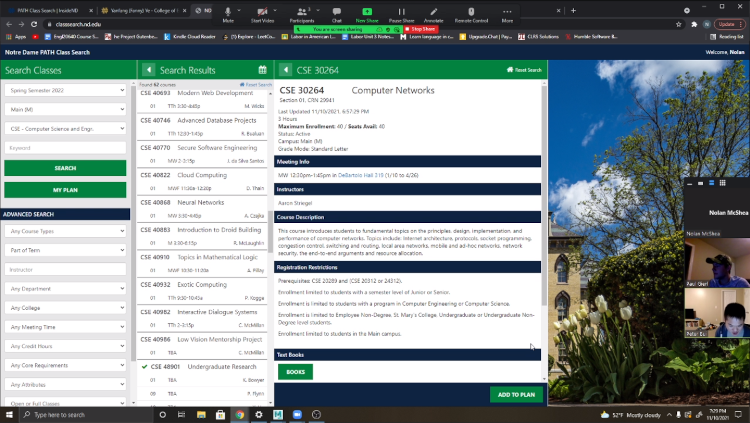 PATH Class Search (InsideND
Yanfang (Fanny) Ye - College of
ND
Mute
Start Video
Participants
3
Chat
New Share
Pause Share
Annotate
Remote Control
More
You are screen sharing
Stop Share
classsearch.nd.edu
Update
Apps
Engl20640 Course S...
I'm Project Gutenber...
Kindle Cloud Reader
(1) Explore - LeetCo...
Labor in American L...
Labor Unit 3 Notes...
Learn language in c...
UpgradeChat | Pay...
CLRS Solutions
Humble Software B...
Reading list
Notre Dame PATH Class Search
Welcome, Nolan
Search Classes
Spring Semester 2022
Main (M)
CSE - Computer Science and Engr.
Keyword
SEARCH
MY PLAN
ADVANCED SEARCH
Any Course Types
Part of Term
Instructor
Any Department
Any College
Any Meeting Time
Any Credit Hours
Any Core Requirements
Any Attributes
Open or Full Classes
Search Results
Found 62 courses
Reset Search
CSE 40693 Modern Web Development
01 TTh 3:30-4:45p M. Wicks
CSE 40746 Advanced Database Projects
01 TTh 12:30-1:45p R. Bualuan
CSE 40770 Secure Software Engineering
01 MW 2-3:15p J. da Silva Santos
CSE 40822 Cloud Computing
01 MWF 11:30a-12:20p D. Thain
CSE 40868 Neural Networks
01 MW 3:30-4:45p A. Czajka
CSE 40883 Introduction to Droid Building
01 M 3:30-6:15p R. McLaughlin
CSE 40910 Topics in Mathematical Logic
01 MWF 10:30-11:20a A. Pillay
CSE 40932 Exotic Computing
01 TTh 9:30-10:45a P. Kogge
CSE 40982 Interactive Dialogue Systems
01 TTh 2-3:15p C. McMillan
CSE 40986 Low Vision Mentorship Project
01 TBA C. McMillan
CSE 48901 Undergraduate Research
01 TBA K. Bowyer
09 TBA P. Flynn
CSE 30264
Reset Search
CSE 30264 Computer Networks
Section 01, CRN 29941
Last Updated 11/10/2021, 6:57:29 PM
3 Hours
Maximum Enrollment: 40 / Seats Avail: 40
Status: Active
Campus: Main (M)
Grade Mode: Standard Letter
Meeting Info
MW 12:30pm-1:45pm in DeBartolo Hall 319 (1/10 to 4/26)
Instructors
Aaron Striegel
Course Description
This course introduces students to fundamental topics on the principles, design, implementation, and
performance of computer networks. Topics include: Internet architecture, protocols, socket programming,
congestion control, switching and routing, local area networks, mobile and ad-hoc networks, network
security, the end-to-end arguments and resource allocation.
Registration Restrictions
Prerequisites: CSE 20289 and (CSE 20312 or 24312).
Enrollment limited to students with a semester level of Junior or Senior.
Enrollment is limited to students with a program in Computer Engineering or Computer Science.
Enrollment limited to Employee Non-Degree, St. Mary's College, Undergraduate or Undergraduate Non-
Degree level students.
Enrollment limited to students in the Main campus.
Text Books
BOOKS
ADD TO PLAN
Nolan McShea
Nolan McShea
Type here to search
52°F Mostly cloudy
7:29 PM
11/10/2021